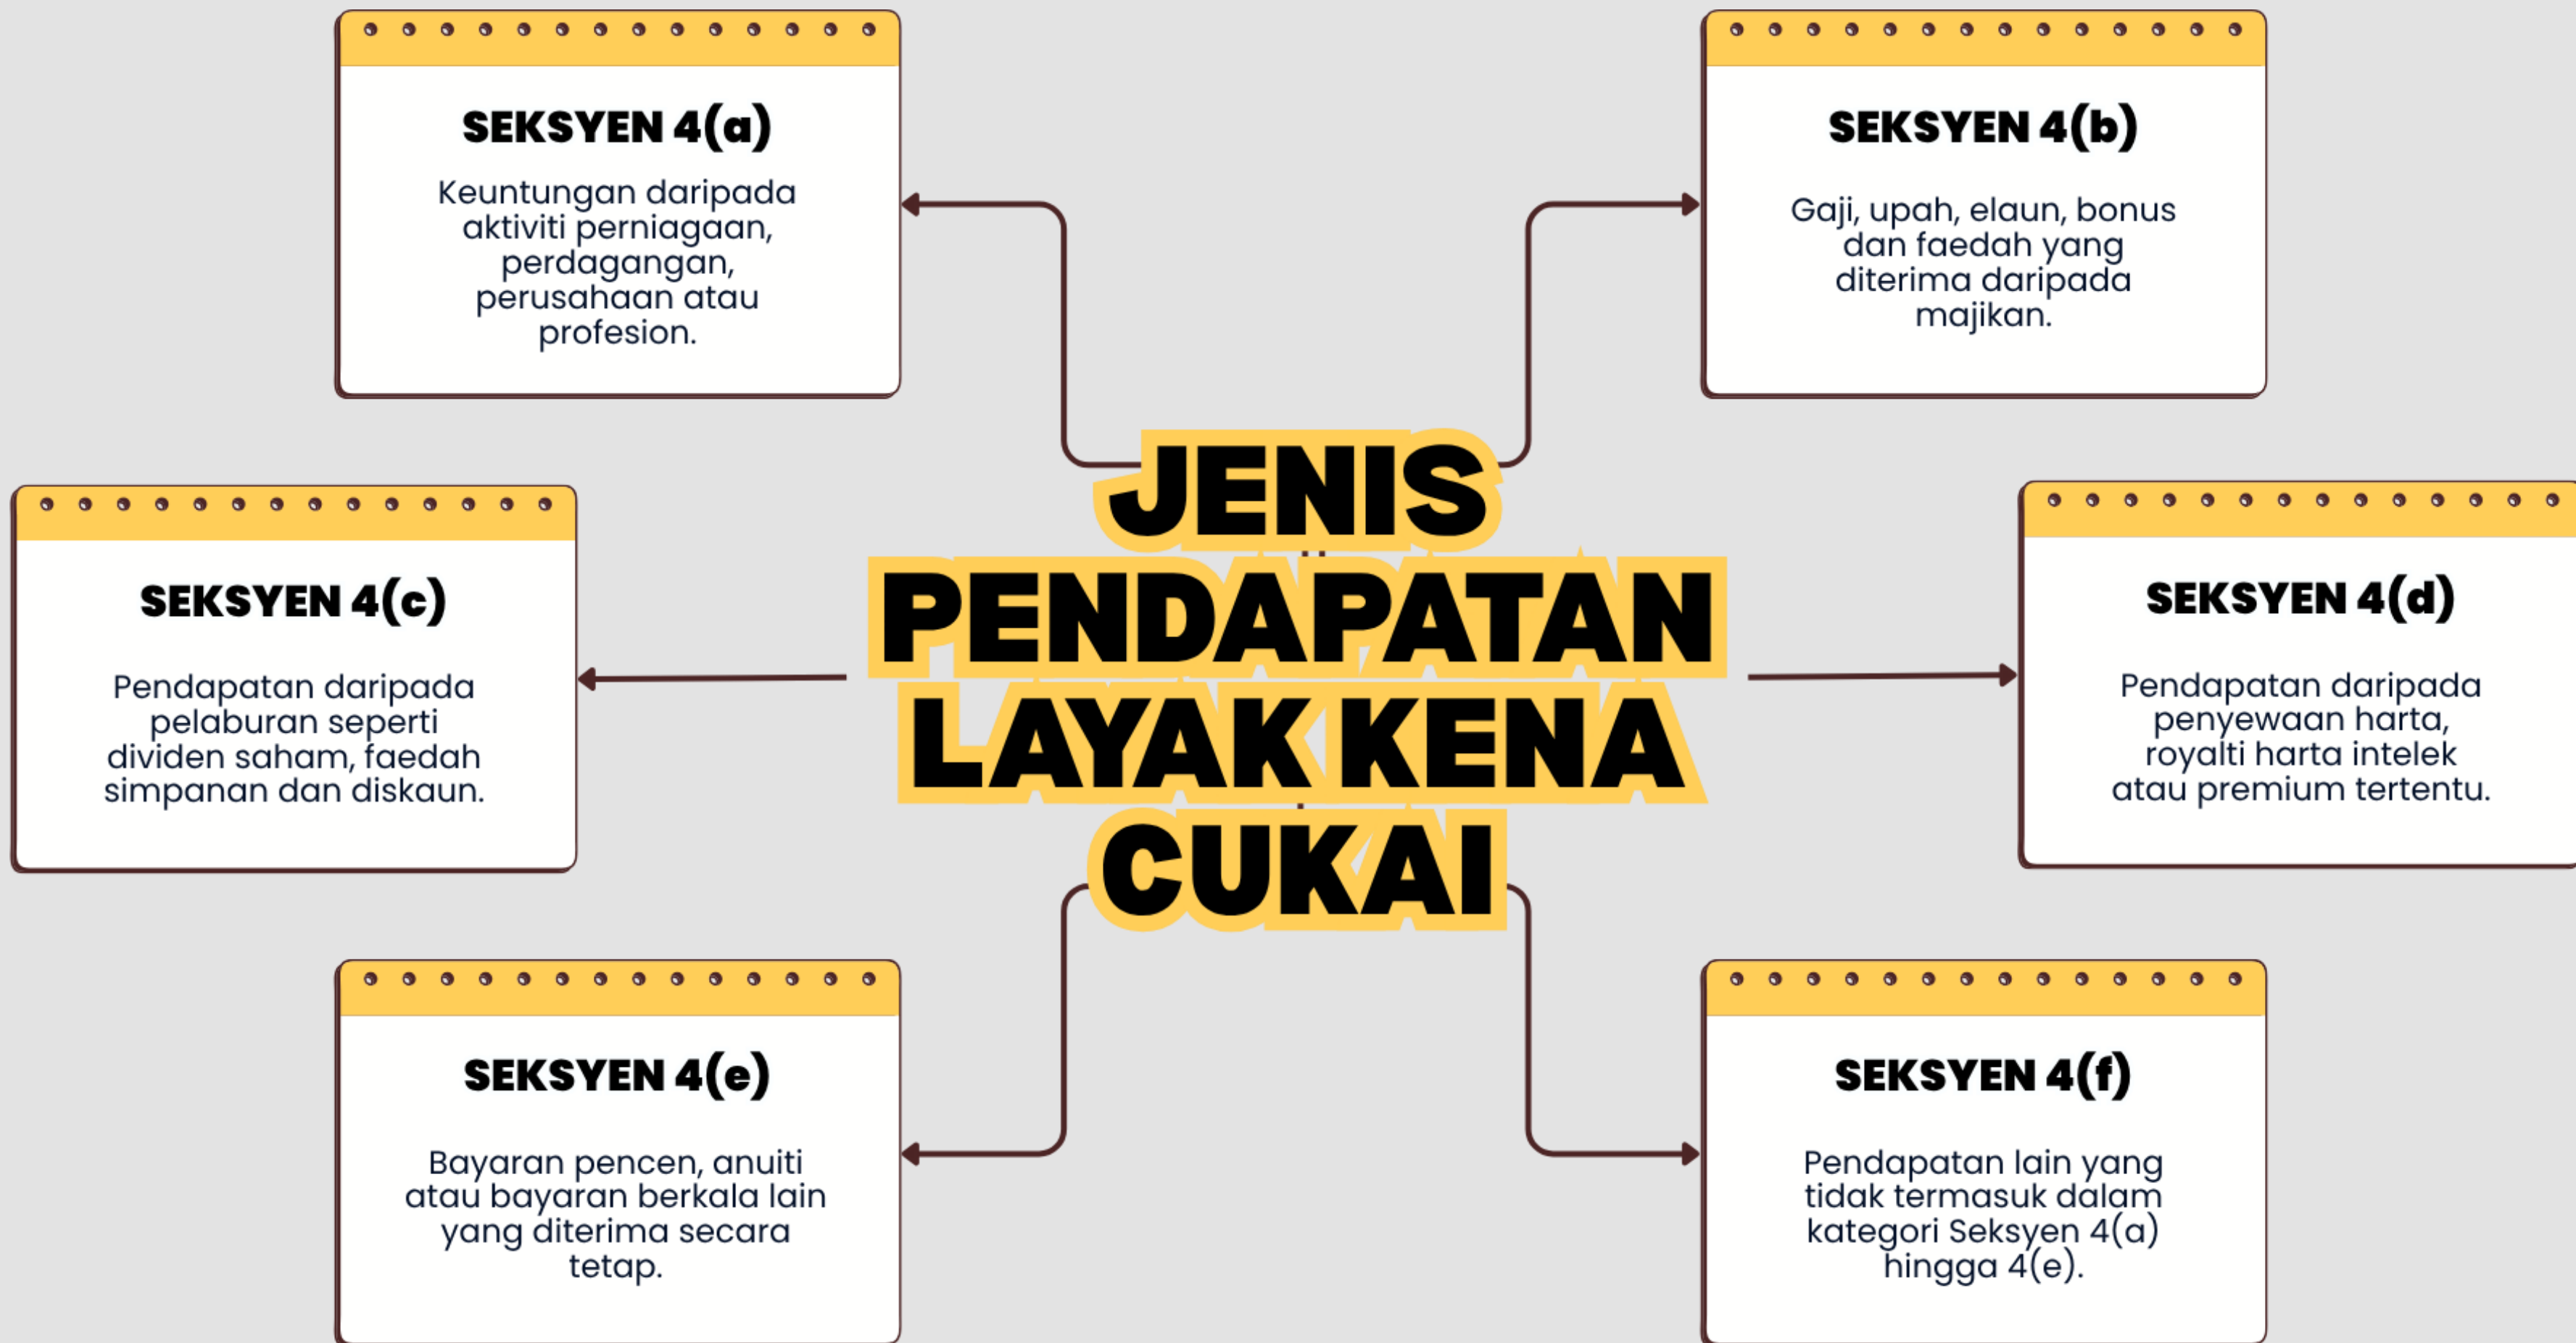 SEKSYEN 4(a)
Keuntungan daripada
aktiviti perniagaan,
perdagangan,
perusahaan atau
profesion.
SEKSYEN 4(b)
Gaji, upah, elaun, bonus
dan faedah yang
diterima daripada
majikan.
JENIS
PENDAPATAN
LAYAK KENA
CUKAI
SEKSYEN 4(c)
Pendapatan daripada
pelaburan seperti
dividen saham, faedah
simpanan dan diskaun.
SEKSYEN 4(d)
Pendapatan daripada
penyewaan harta,
royalti harta intelek
atau premium tertentu.
SEKSYEN 4(e)
Bayaran pencen, anuiti
atau bayaran berkala lain
yang diterima secara
tetap.
SEKSYEN 4(f)
Pendapatan lain yang
tidak termasuk dalam
kategori Seksyen 4(a)
hingga 4(e).